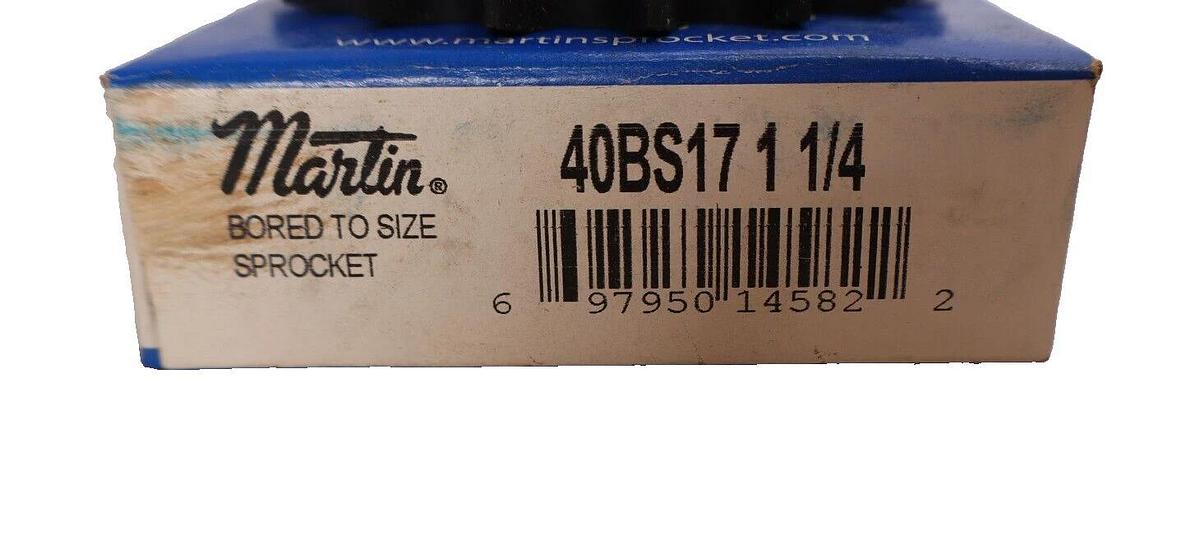 www.martinsprocket.com
Martin®
BORED TO SIZE
SPROCKET
40BS17 1 1/4
6 97950 14582 2